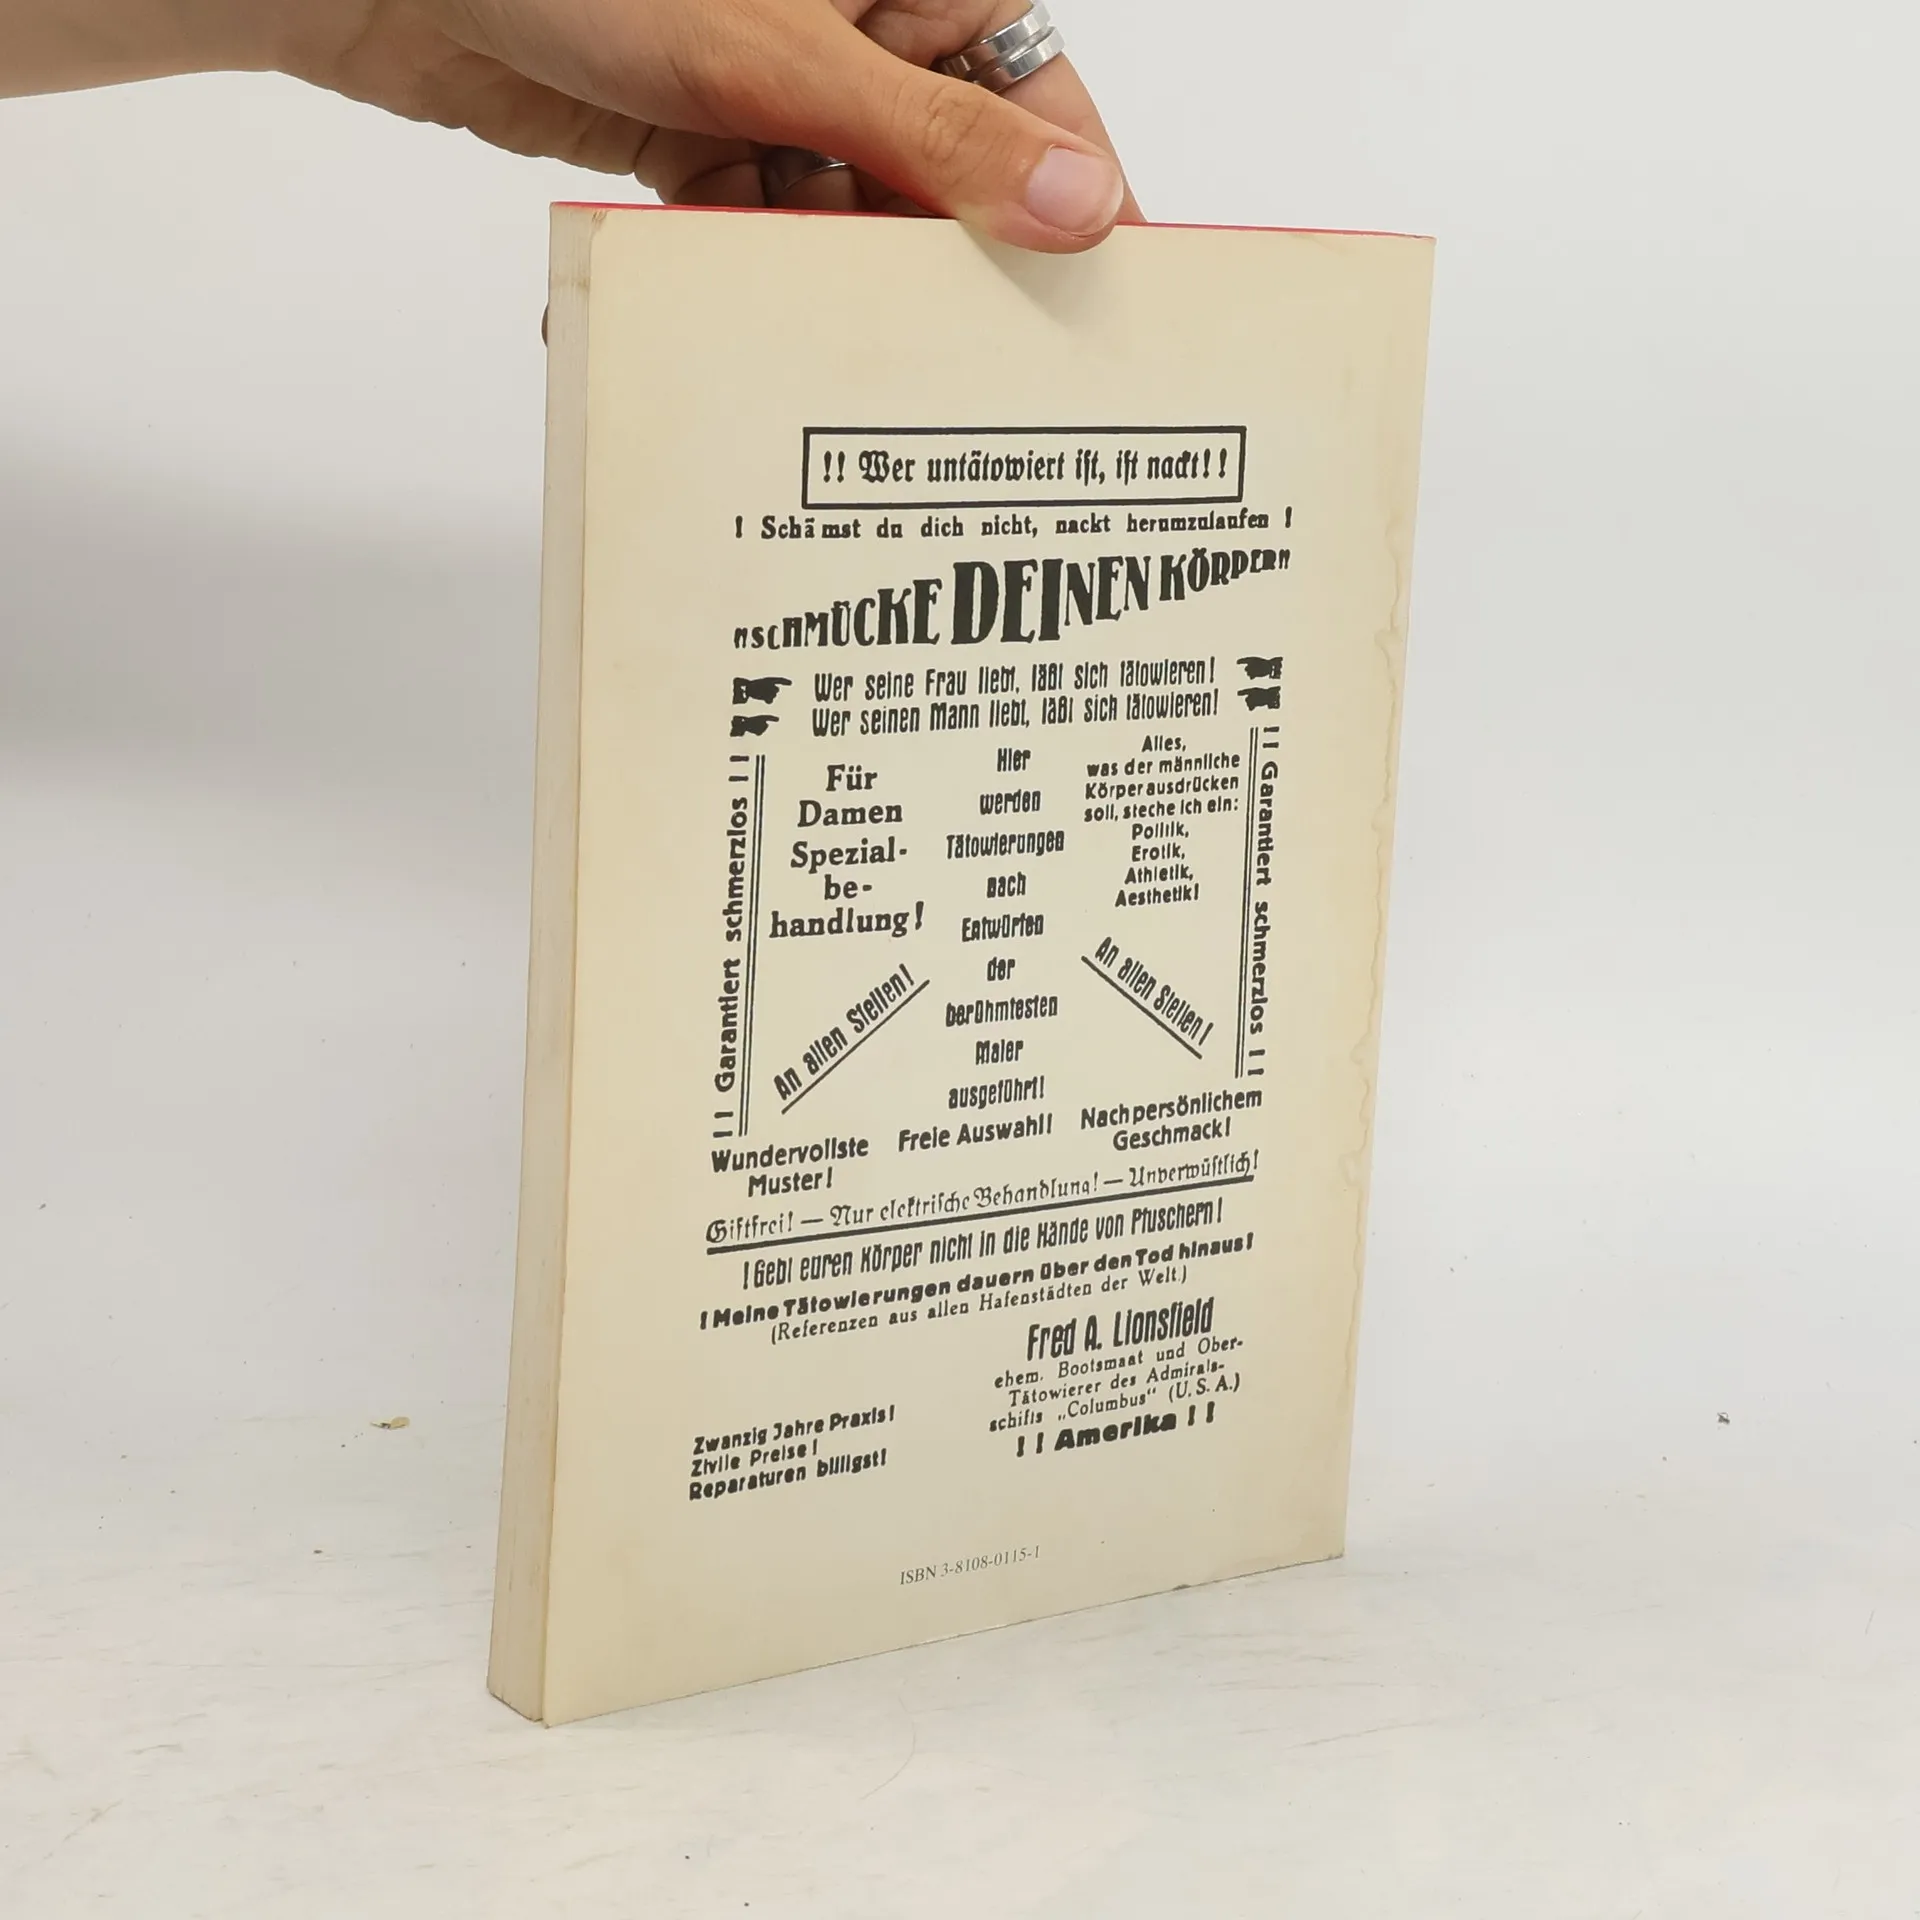 !! Wer untätowiert ist, ist nackt!!
! Schämst du dich nicht, nackt herumzulaufen !
"SCHMÜCKE DEINEN KÖRPER"
Wer seine Frau liebt, läßt sich tätowieren!
Wer seinen Mann liebt, läßt sich tätowieren!
!! Garantiert schmerzlos !!
Für
Damen
Spezial-
be-
handlung!
An allen Stellen!
Hier
werden
Tätowierungen
nach
Entwürfen
der
berühmtesten
Maler
ausgeführt!
Alles,
was der männliche
Körper ausdrücken
soll, steche ich ein:
Politik,
Erotik,
Athletik,
Aesthetik!
An allen Stellen!
!! Garantiert schmerzlos !!
Wundervollste
Muster!
Freie Auswahl!
Nach persönlichem
Geschmack!
Giftfrei! — Nur elektrische Behandlung! — Unverwüstlich!
! Gebt euren Körper nicht in die Hände von Pfuschern!
! Meine Tätowierungen dauern über den Tod hinaus!
(Referenzen aus allen Hafenstädten der Welt.)
Fred A. Lionsfield
ehem. Bootsmaat und Ober-
Tätowierer des Admirals-
schiffs „Columbus“ (U. S. A.)
!! Amerika !!
Zwanzig Jahre Praxis!
Zivile Preise!
Reparaturen billigst!
ISBN 3-8108-0115-1